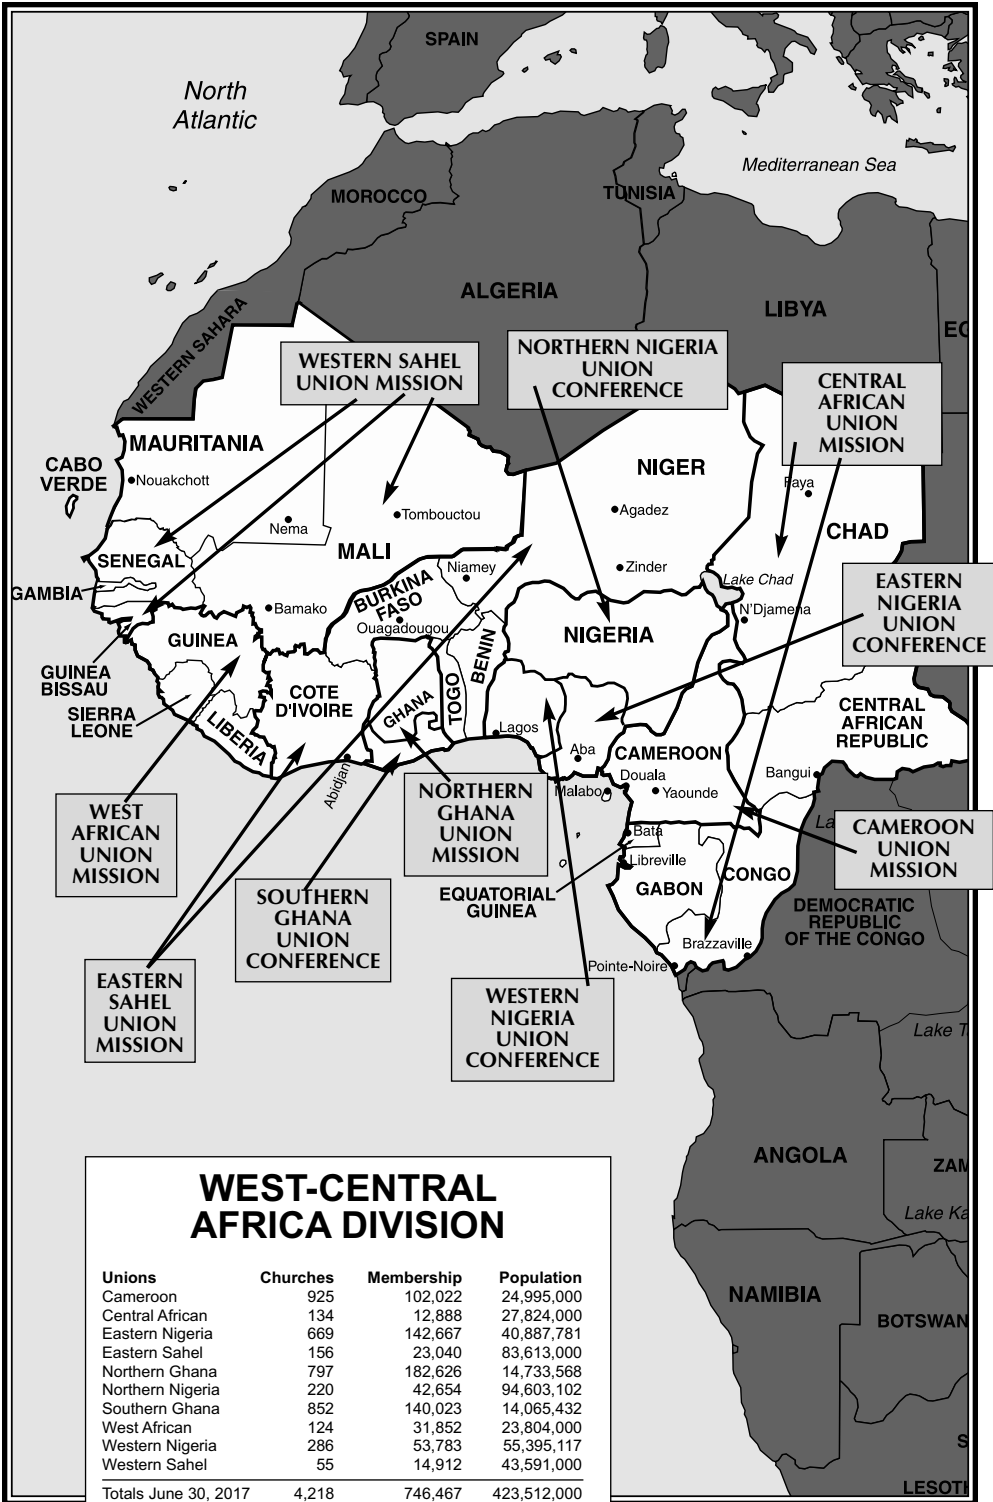 SPAIN
North
Atlantic
Mediterranean Sea
MOROCCO
TUNISIA
ALGERIA
LIBYA
EG
WESTERN SAHARA
WESTERN SAHEL
UNION MISSION
NORTHERN NIGERIA
UNION
CONFERENCE
CENTRAL
AFRICAN
UNION
MISSION
MAURITANIA
CABO
VERDE
Nouakchott
NIGER
Faya
Agadez
Tombouctou
Nema
CHAD
MALI
SENEGAL
Niamey
Zinder
Lake Chad
EASTERN
NIGERIA
UNION
CONFERENCE
GAMBIA
BURKINA
FASO
Bamako
N'Djamena
Ouagadougou
GUINEA
NIGERIA
BENIN
GUINEA
BISSAU
COTE
D'IVOIRE
GHANA
TOGO
SIERRA
LEONE
LIBERIA
CENTRAL
AFRICAN
REPUBLIC
Lagos
Aba
CAMEROON
Abidjan
Douala
Bangui
Malabo
Yaounde
WEST
AFRICAN
UNION
MISSION
NORTHERN
GHANA
UNION
MISSION
La
CAMEROON
UNION
MISSION
Bata
Libreville
GABON
CONGO
EQUATORIAL
GUINEA
SOUTHERN
GHANA
UNION
CONFERENCE
DEMOCRATIC
REPUBLIC
OF THE CONGO
Brazzaville
Pointe-Noire
EASTERN
SAHEL
UNION
MISSION
WESTERN
NIGERIA
UNION
CONFERENCE
Lake T
ANGOLA
ZAM
Lake Ka
NAMIBIA
BOTSWAN
S
LESOTH
WEST-CENTRAL
AFRICA DIVISION
Unions Churches Membership Population
Cameroon 925 102,022 24,995,000
Central African 134 12,888 27,824,000
Eastern Nigeria 669 142,667 40,887,781
Eastern Sahel 156 23,040 83,613,000
Northern Ghana 797 182,626 14,733,568
Northern Nigeria 220 42,654 94,603,102
Southern Ghana 852 140,023 14,065,432
West African 124 31,852 23,804,000
Western Nigeria 286 53,783 55,395,117
Western Sahel 55 14,912 43,591,000
Totals June 30, 2017 4,218 746,467 423,512,000